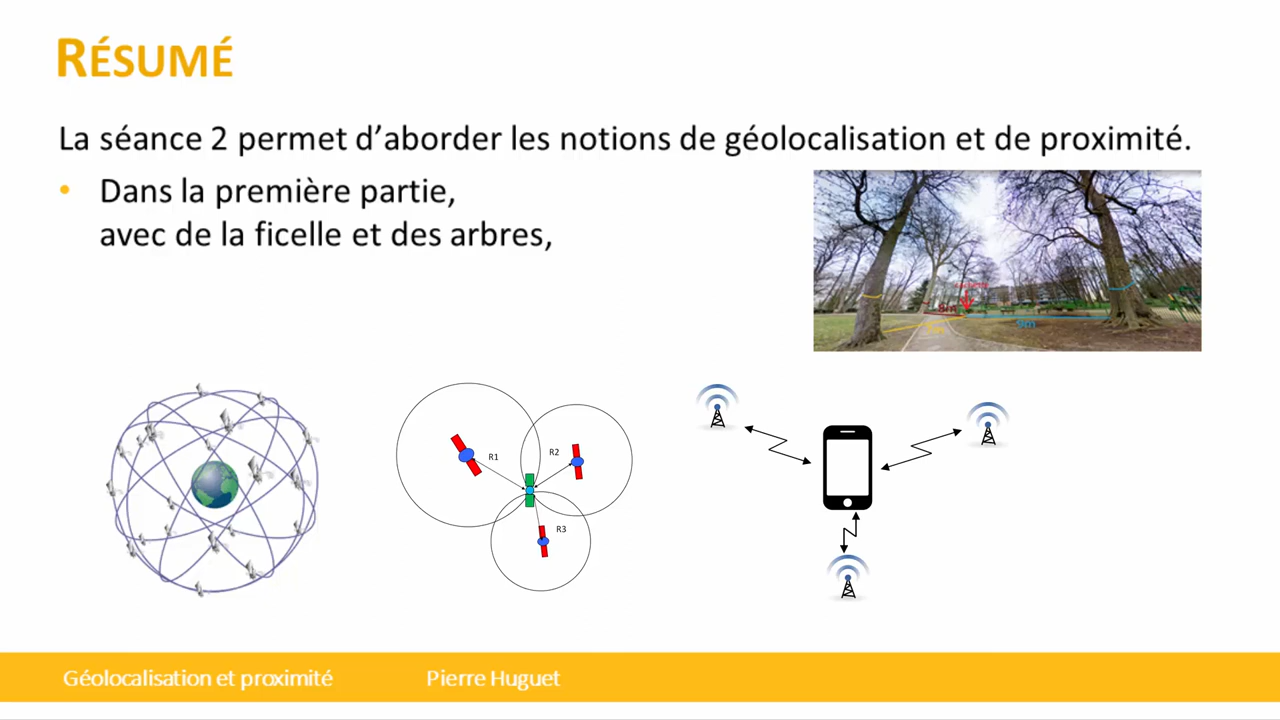 RÉSUMÉ
La séance 2 permet d’aborder les notions de géolocalisation et de proximité.
• Dans la première partie,
avec de la ficelle et des arbres,
9m
R1
R2
R3
Géolocalisation et proximité
Pierre Huguet